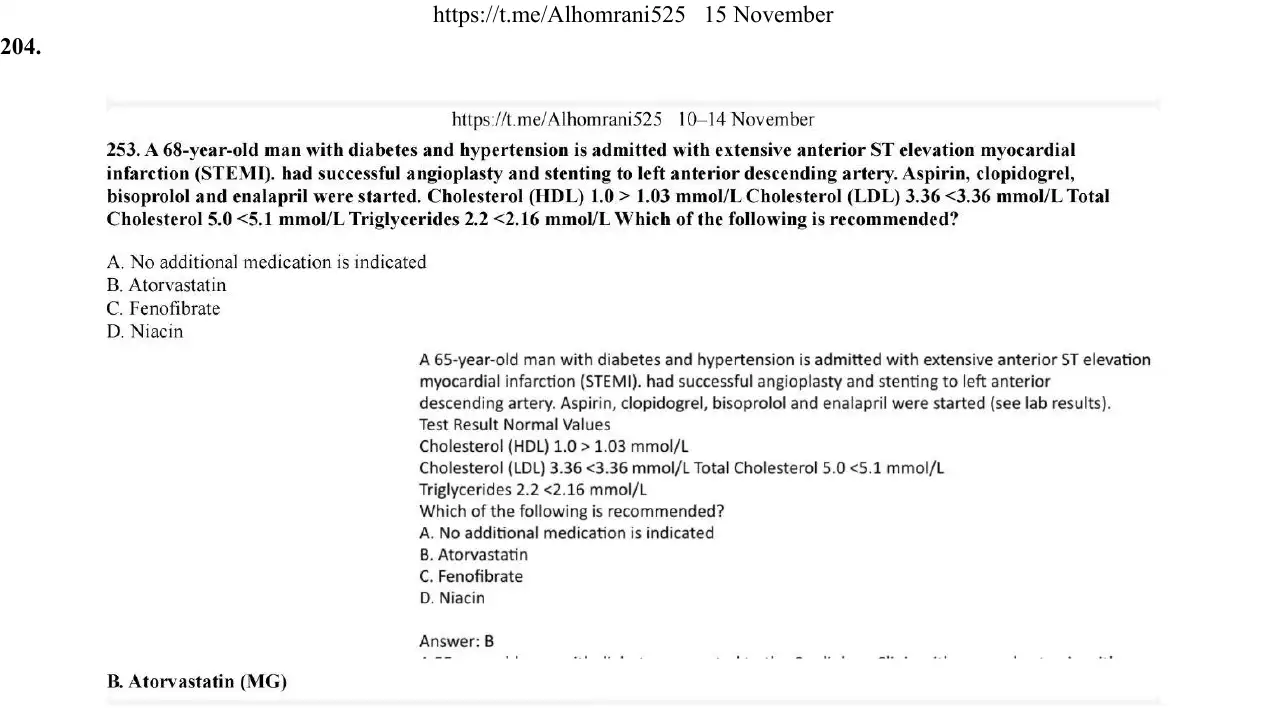 https://t.me/Alhomrani525 15 November
204.
https://t.me/Alhomrani525 10–14 November
253. A 68-year-old man with diabetes and hypertension is admitted with extensive anterior ST elevation myocardial
infarction (STEMI). had successful angioplasty and stenting to left anterior descending artery. Aspirin, clopidogrel,
bisoprolol and enalapril were started. Cholesterol (HDL) 1.0 > 1.03 mmol/L Cholesterol (LDL) 3.36 <3.36 mmol/L Total
Cholesterol 5.0 <5.1 mmol/L Triglycerides 2.2 <2.16 mmol/L Which of the following is recommended?
A. No additional medication is indicated
B. Atorvastatin
C. Fenofibrate
D. Niacin
A 65-year-old man with diabetes and hypertension is admitted with extensive anterior ST elevation
myocardial infarction (STEMI). had successful angioplasty and stenting to left anterior
descending artery. Aspirin, clopidogrel, bisoprolol and enalapril were started (see lab results).
Test Result Normal Values
Cholesterol (HDL) 1.0 > 1.03 mmol/L
Cholesterol (LDL) 3.36 <3.36 mmol/L Total Cholesterol 5.0 <5.1 mmol/L
Triglycerides 2.2 <2.16 mmol/L
Which of the following is recommended?
A. No additional medication is indicated
B. Atorvastatin
C. Fenofibrate
D. Niacin
Answer: B
B. Atorvastatin (MG)